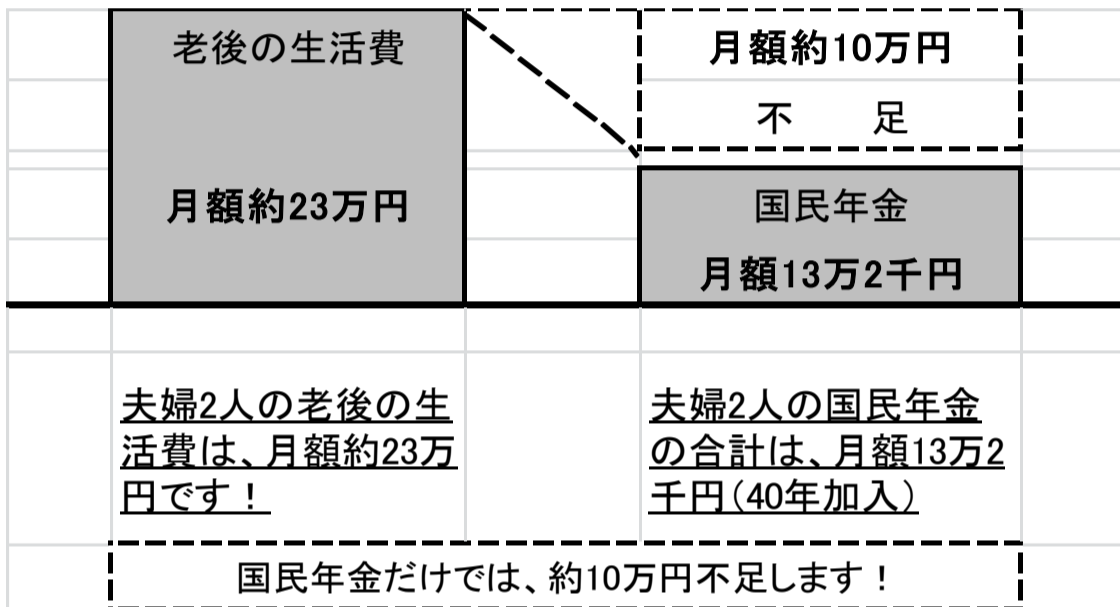 老後の生活費
月額約23万円
月額約10万円
不　　足
国民年金
月額13万2千円
夫婦2人の老後の生
活費は、月額約23万
円です！
夫婦2人の国民年金
の合計は、月額13万2
千円（40年加入）
国民年金だけでは、約10万円不足します！